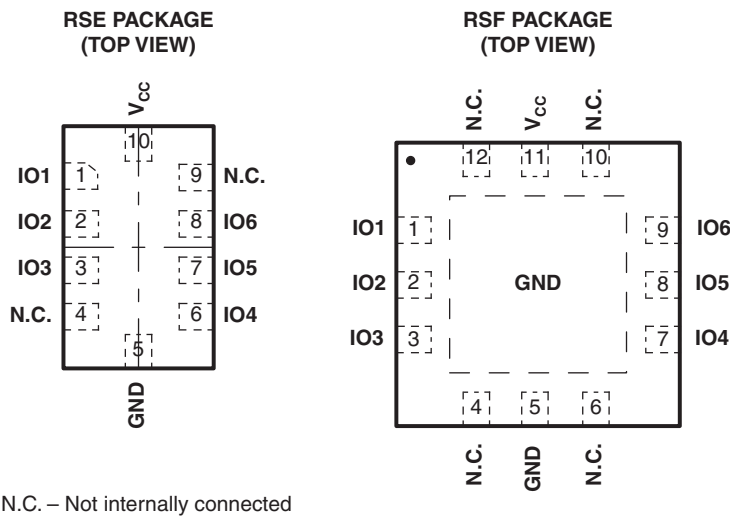 RSE PACKAGE
(TOP VIEW)
VCC
10
IO1 1 9 N.C.
IO2 2 8 IO6
IO3 3 7 IO5
N.C. 4 6 IO4
5
GND
RSF PACKAGE
(TOP VIEW)
N.C. VCC N.C.
12 11 10
IO1 1 9 IO6
IO2 2 GND 8 IO5
IO3 3 7 IO4
4 5 6
N.C. GND N.C.
N.C. – Not internally connected